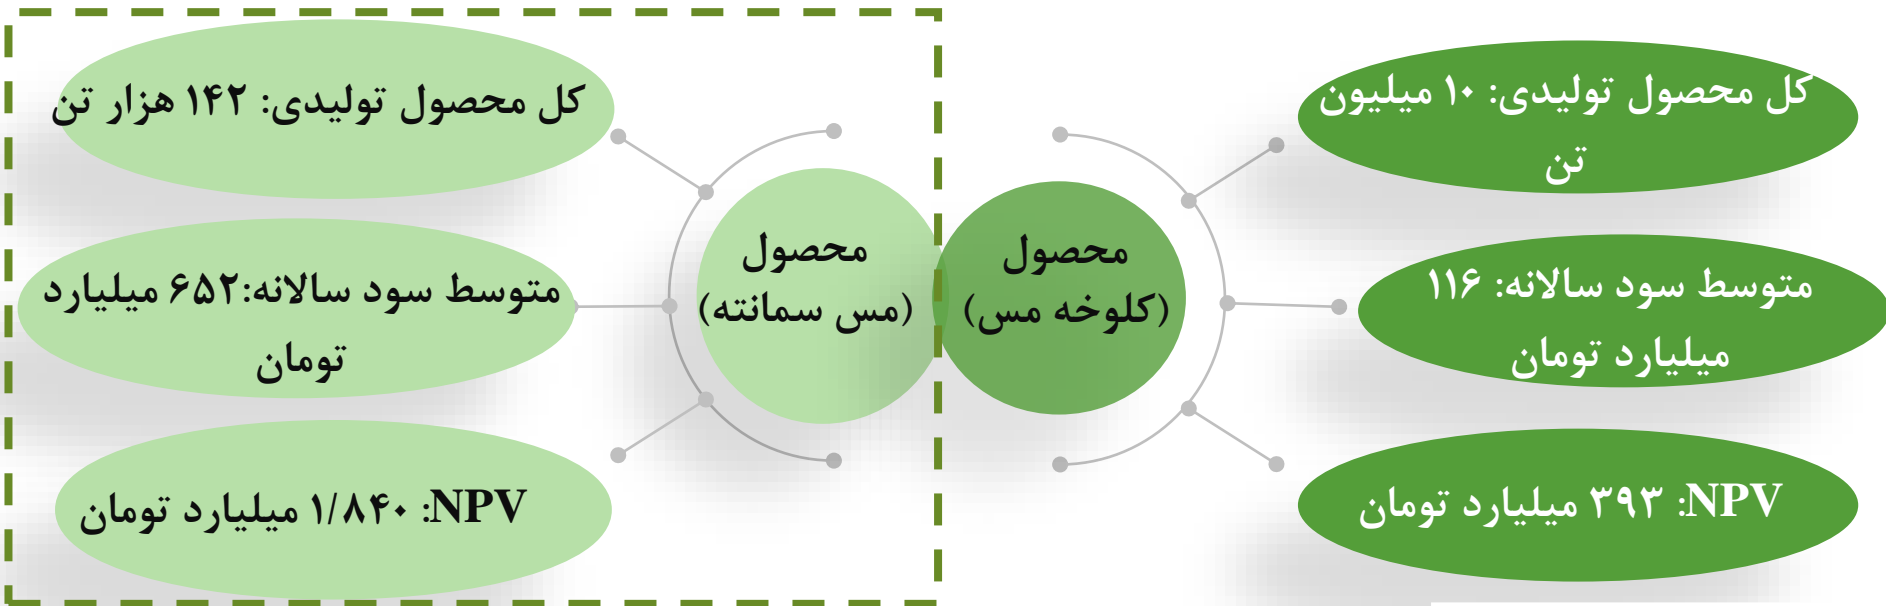 محصول
(کلوخه مس)
کل محصول تولیدی: ۱۰ میلیون
تن
متوسط سود سالانه: ۱۱۶
میلیارد تومان
NPV: ۳۹۳ میلیارد تومان
محصول
(مس سمانته)
کل محصول تولیدی: ۱۴۲ هزار تن
متوسط سود سالانه:۶۵۲ میلیارد
تومان
NPV: ۱/۸۴۰ میلیارد تومان